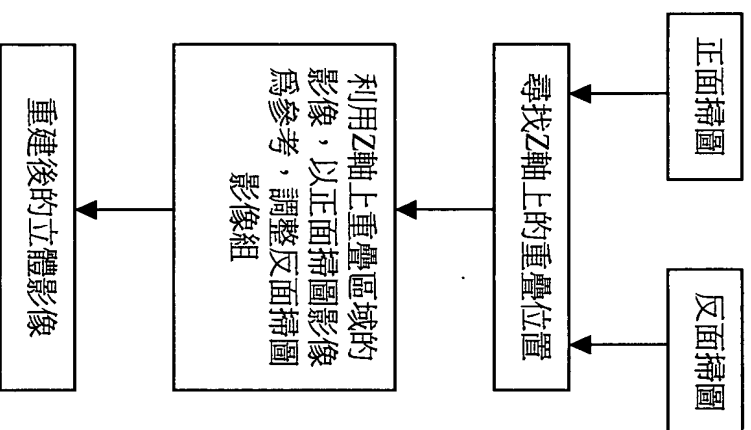 正面掃圖
反面掃圖
尋找Z軸上的重疊位置
利用Z軸上重疊區域的
影像，以正面掃圖影像
爲參考，調整反面掃圖
影像組
重建後的立體影像